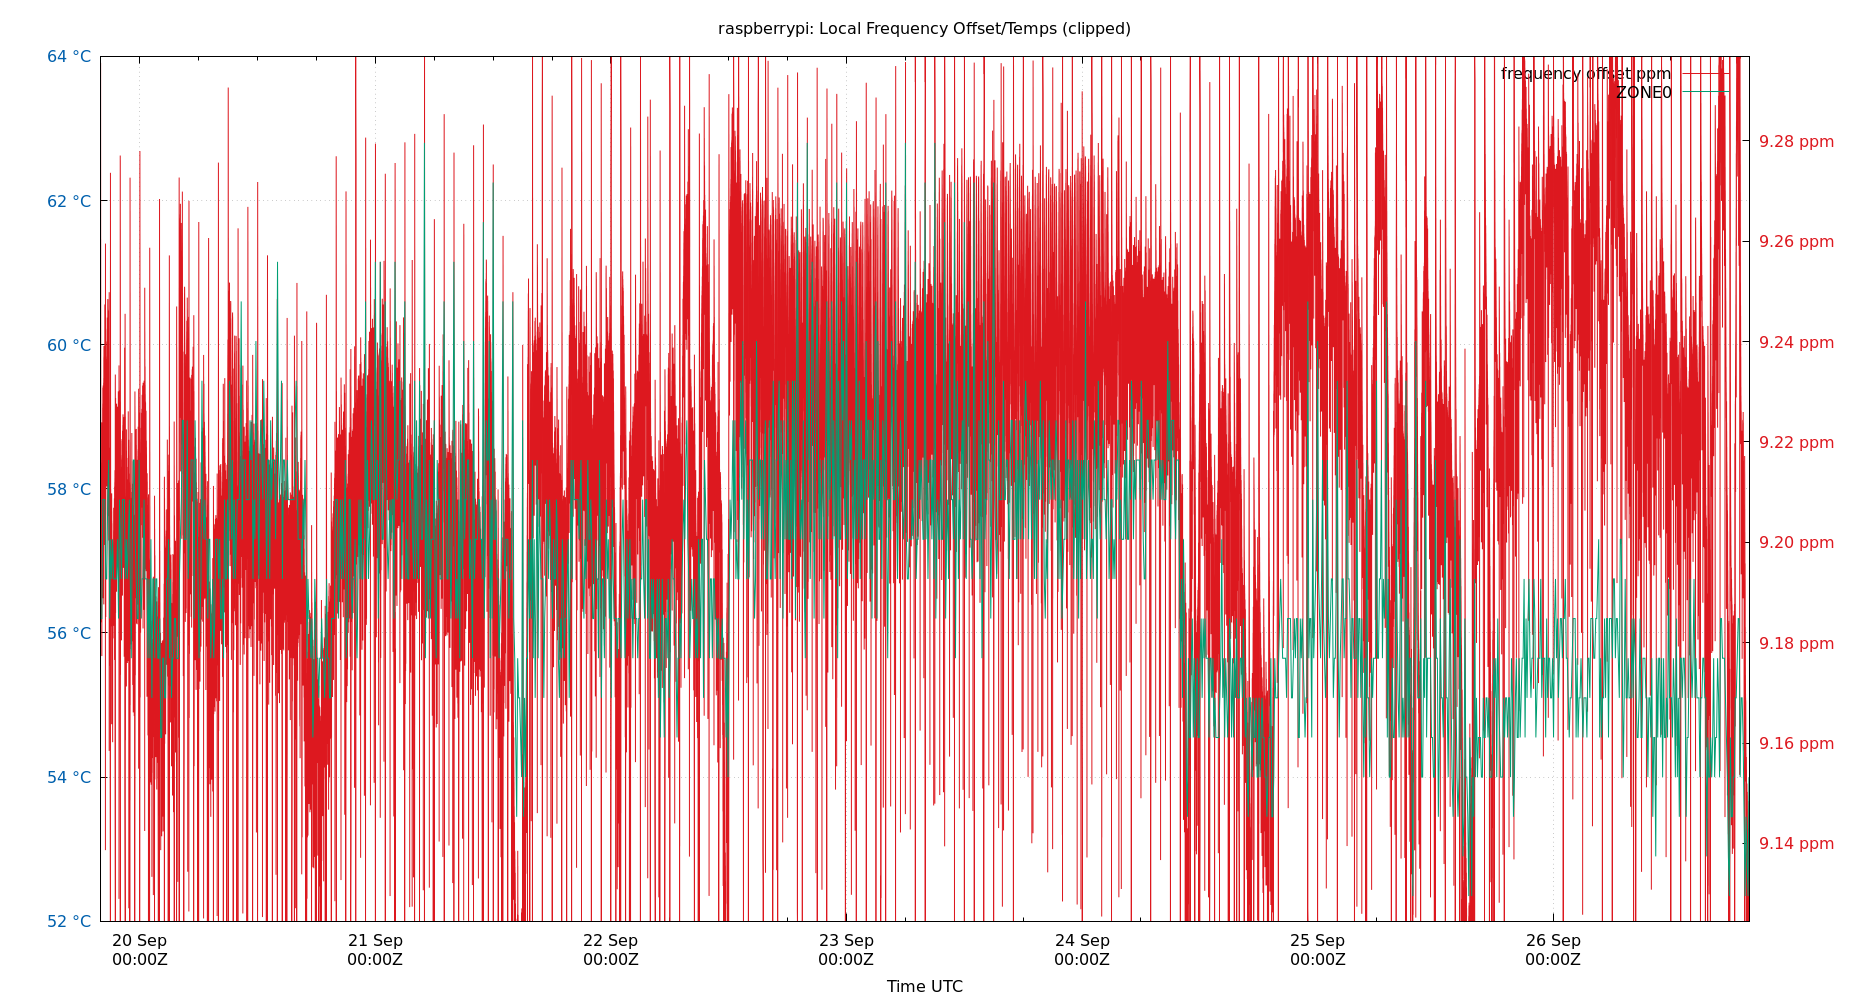 raspberrypi: Local Frequency Offset/Temps (clipped)
64 °C
62 °C
60 °C
58 °C
56 °C
54 °C
52 °C
frequency offset ppm
ZONE0
9.28 ppm
9.26 ppm
9.24 ppm
9.22 ppm
9.20 ppm
9.18 ppm
9.16 ppm
9.14 ppm
20 Sep 21 Sep 22 Sep 23 Sep 24 Sep 25 Sep 26 Sep
00:00Z 00:00Z 00:00Z 00:00Z 00:00Z 00:00Z 00:00Z
Time UTC